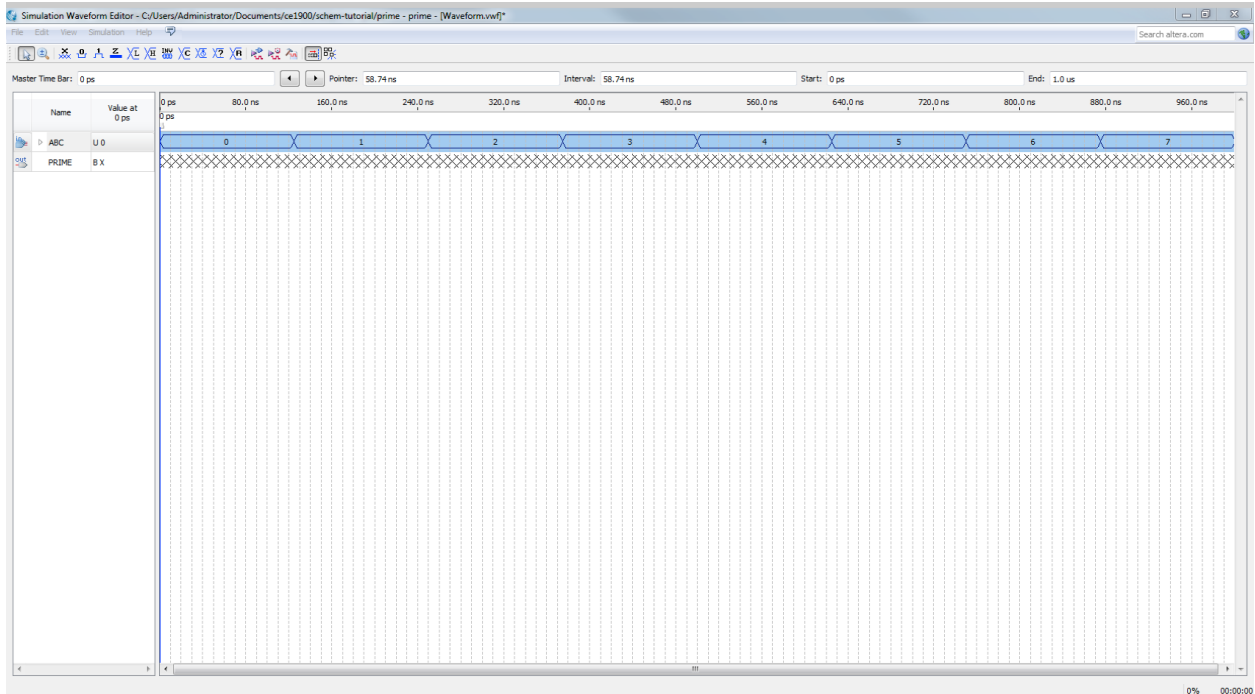 Simulation Waveform Editor - C:/Users/Administrator/Documents/ce1900/schem-tutorial/prime - prime - [Waveform.vwf]*
File Edit View Simulation Help
Search altera.com
Master Time Bar: 0 ps Pointer: 58.74 ns Interval: 58.74 ns Start: 0 ps End: 1.0 us
Name Value at 0 ps
0 ps 80.0 ns 160.0 ns 240.0 ns 320.0 ns 400.0 ns 480.0 ns 560.0 ns 640.0 ns 720.0 ns 800.0 ns 880.0 ns 960.0 ns
0 ps
ABC U 0 0 1 2 3 4 5 6 7
PRIME B X
0% 00:00:00